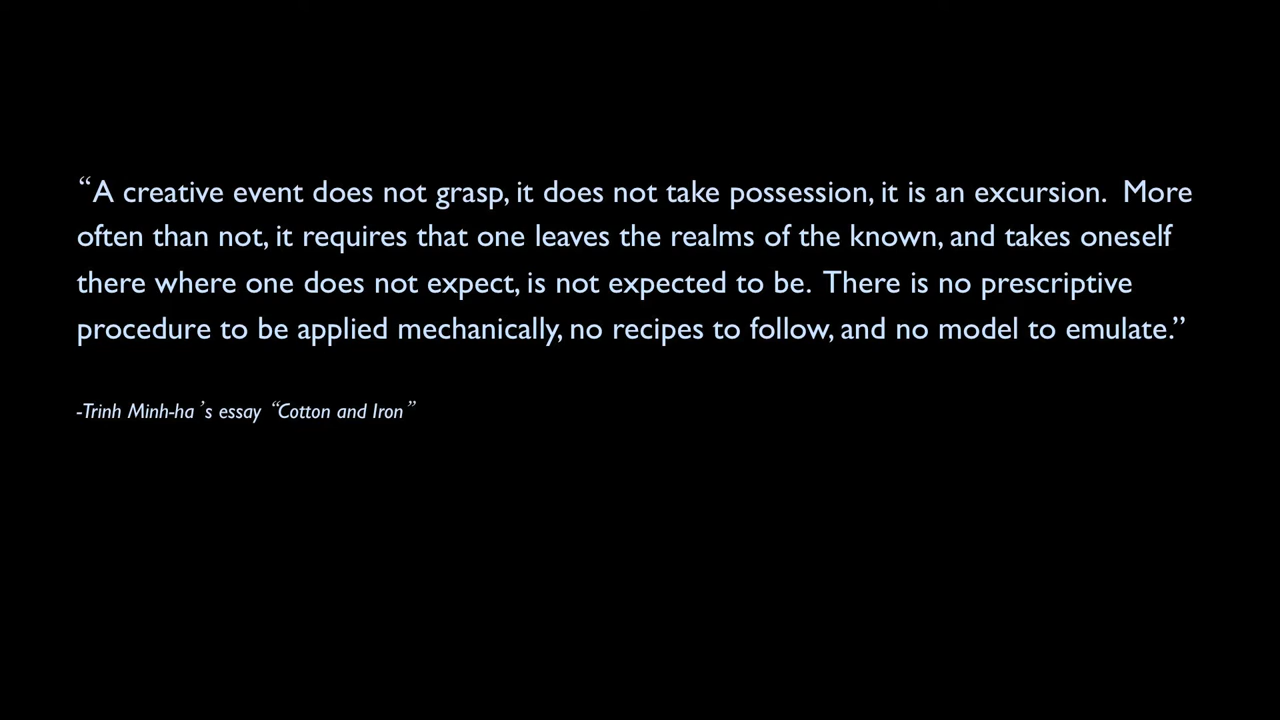 “A creative event does not grasp, it does not take possession, it is an excursion.  More
often than not, it requires that one leaves the realms of the known, and takes oneself
there where one does not expect, is not expected to be.  There is no prescriptive
procedure to be applied mechanically, no recipes to follow, and no model to emulate.”
-Trinh Minh-ha’s essay “Cotton and Iron”